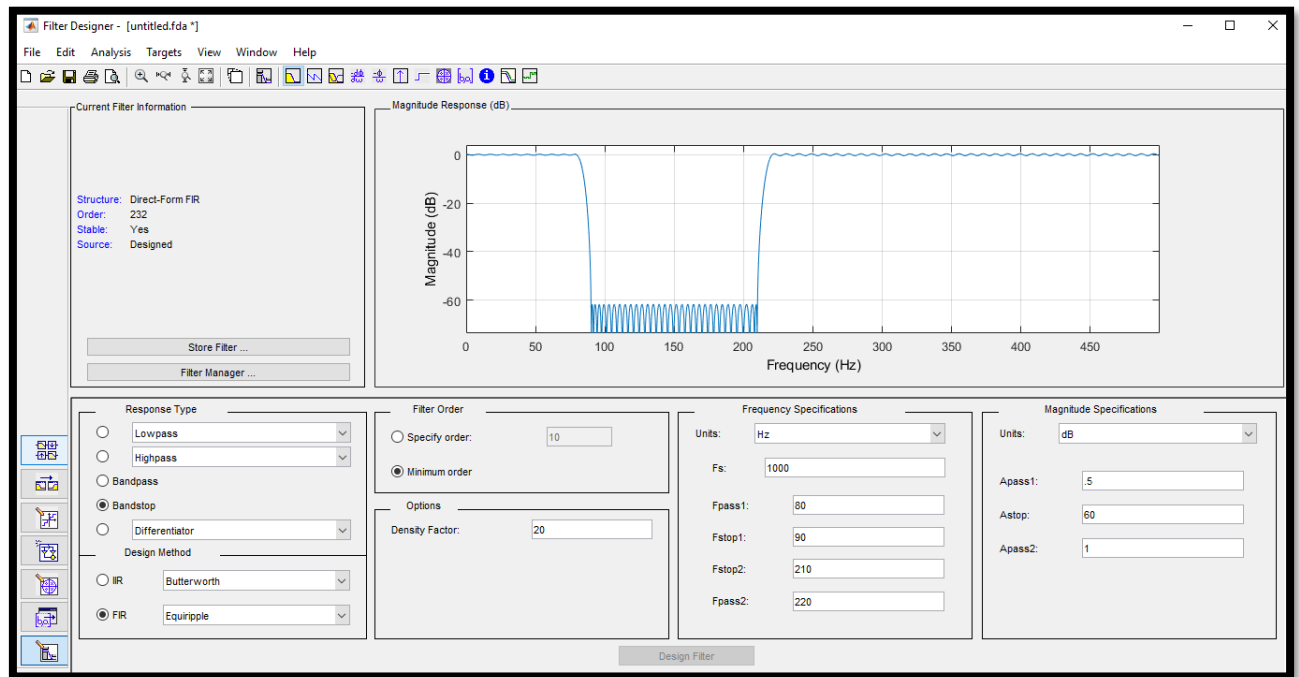 Filter Designer - [untitled.fda *]
File Edit Analysis Targets View Window Help
Current Filter Information
Structure: Direct-Form FIR
Order: 232
Stable: Yes
Source: Designed
Store Filter ...
Filter Manager ...
Magnitude Response (dB)
0
-20
-40
-60
Magnitude (dB)
0 50 100 150 200 250 300 350 400 450
Frequency (Hz)
Response Type
Lowpass
Highpass
Bandpass
Bandstop
Differentiator
Design Method
IIR Butterworth
FIR Equiripple
Filter Order
Specify order: 10
Minimum order
Options
Density Factor: 20
Frequency Specifications
Units: Hz
Fs: 1000
Fpass1: 80
Fstop1: 90
Fstop2: 210
Fpass2: 220
Magnitude Specifications
Units: dB
Apass1: .5
Astop: 60
Apass2: 1
Design Filter